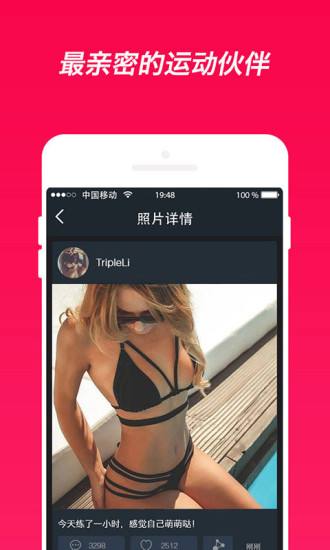 最亲密的运动伙伴
中国移动 19:48 100 %
照片详情
TripleLi
今天练了一小时，感觉自己萌萌哒！
3298 2512 刚刚